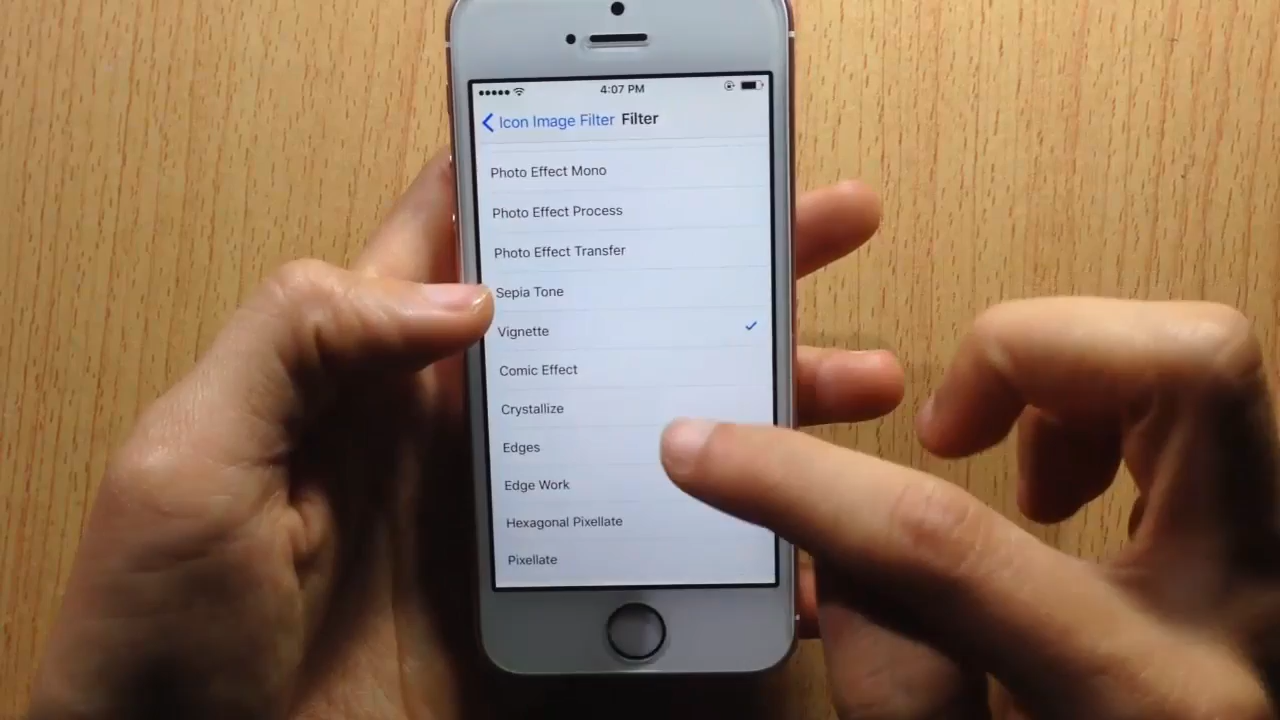 4:07 PM
Icon Image Filter Filter
Photo Effect Mono
Photo Effect Process
Photo Effect Transfer
Sepia Tone
Vignette
Comic Effect
Crystallize
Edges
Edge Work
Hexagonal Pixellate
Pixellate